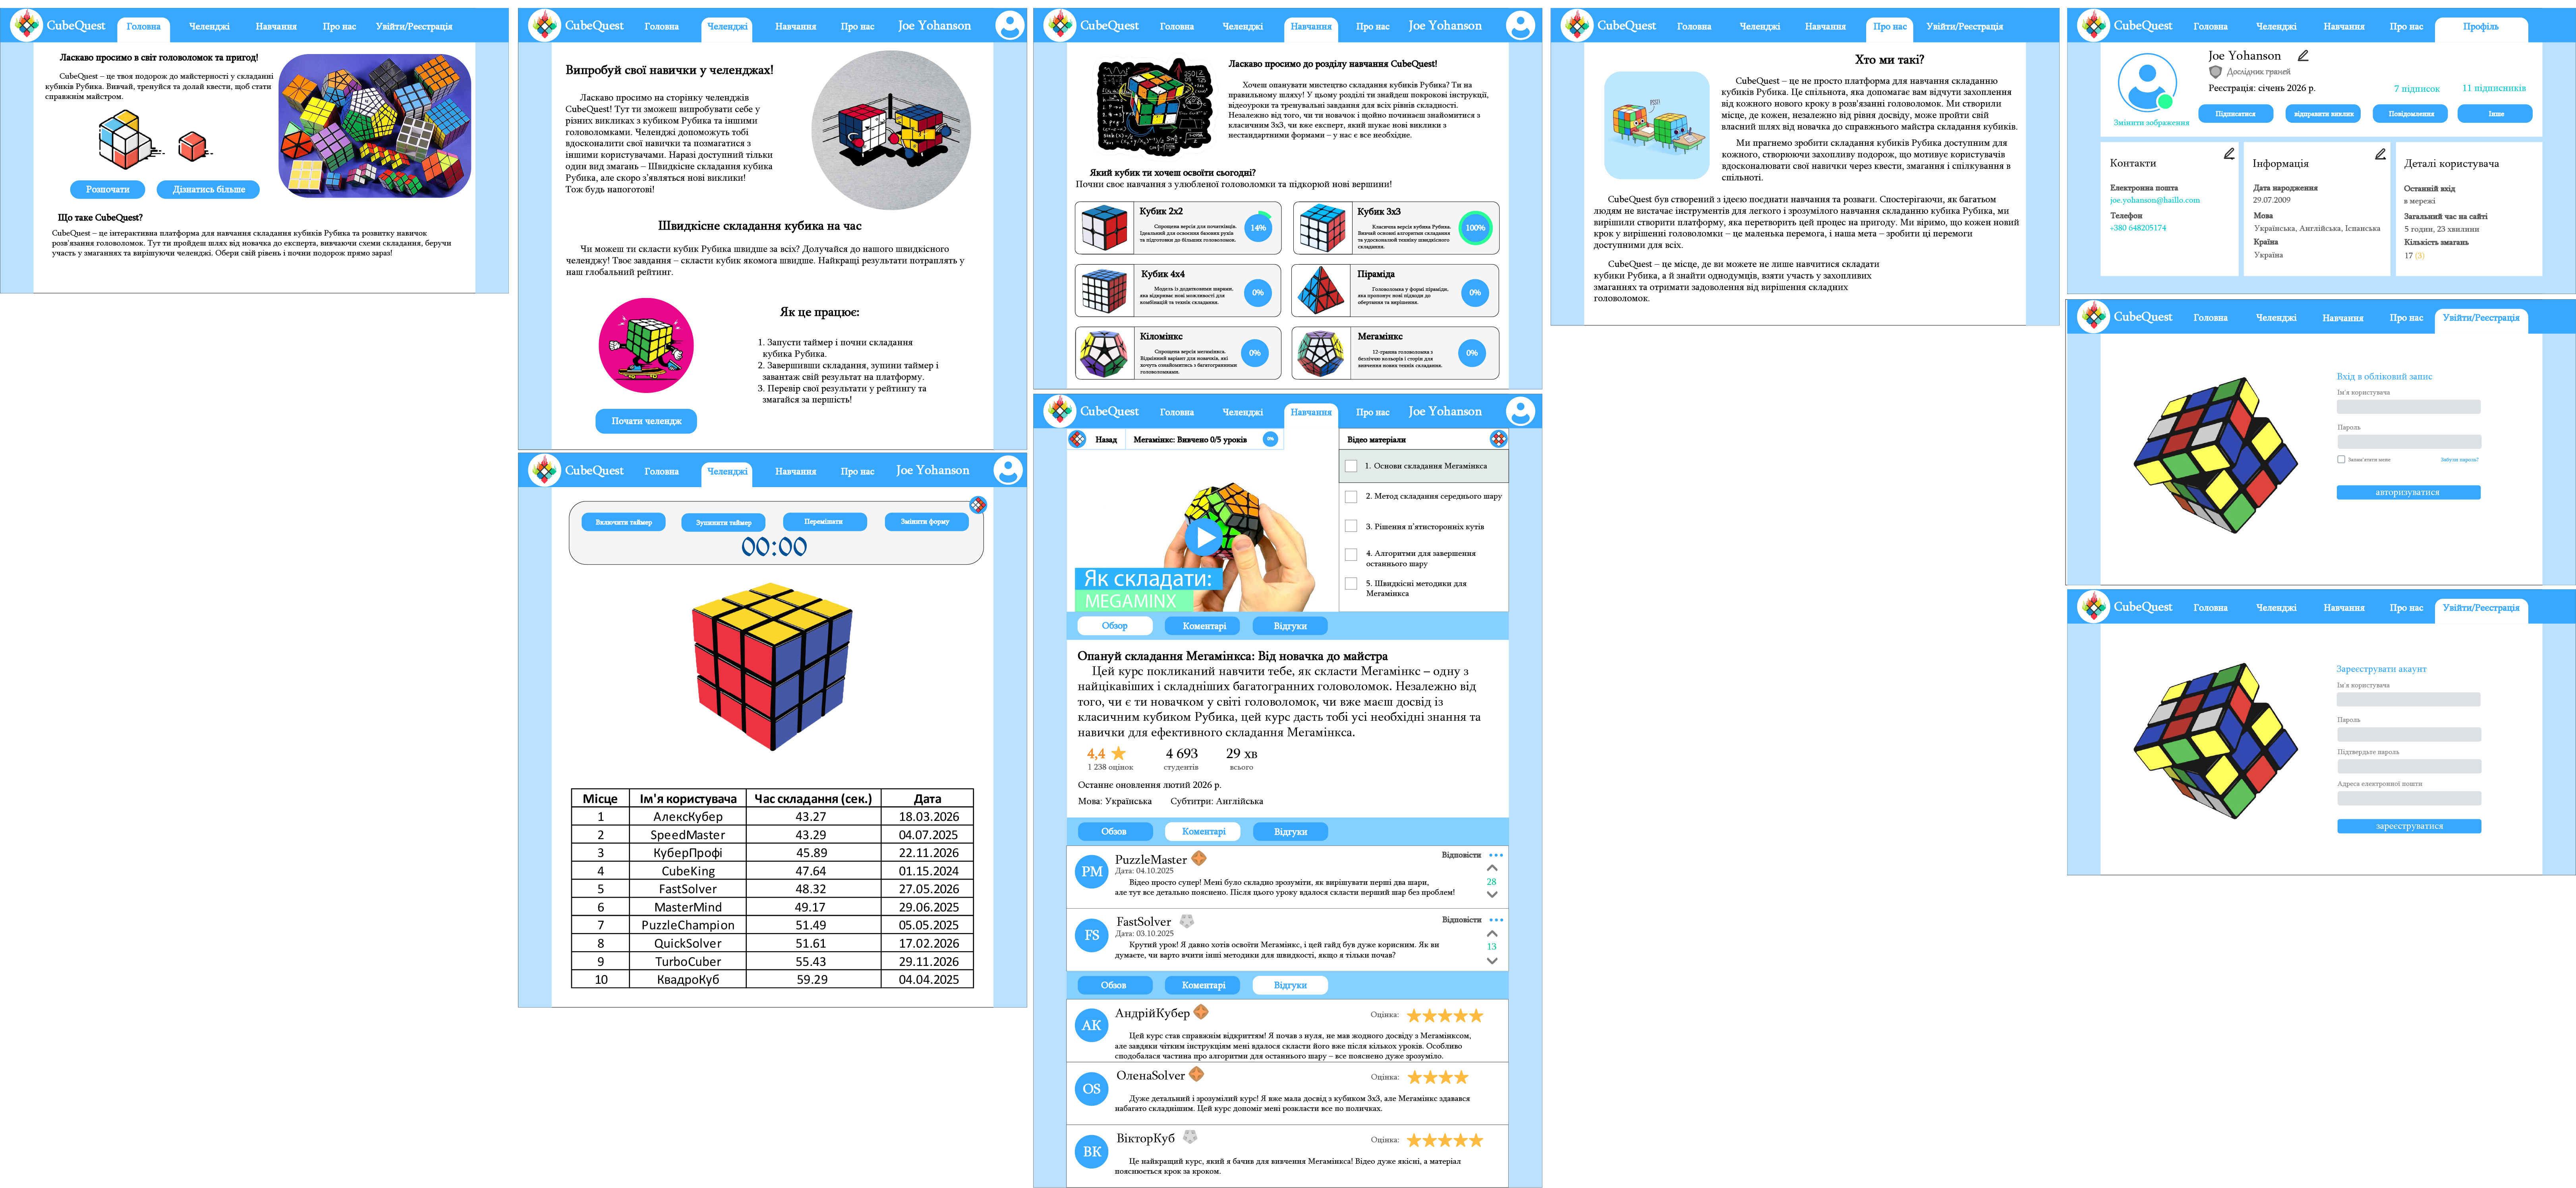 CubeQuest
Головна
Челенджі
Навчання
Про нас
Увійти/Реєстрація
Ласкаво просимо в світ головоломок та пригод!
CubeQuest – це твоя подорож до майстерності у складанні
кубиків Рубика. Вивчай, тренуйся та долай квести, щоб стати
справжнім майстром.
Розпочати
Дізнатись більше
Що таке CubeQuest?
CubeQuest – це інтерактивна платформа для навчання складання кубиків Рубика та розвитку навичок
розв'язання головоломок. Тут ти пройдеш шлях від новачка до експерта, вивчаючи схеми складання, беручи
участь у змаганнях та вирішуючи челенджі. Обери свій рівень і почни подорож прямо зараз!
CubeQuest
Головна
Челенджі
Навчання
Про нас
Joe Yohanson
Випробуй свої навички у челенджах!
Ласкаво просимо на сторінку челенджів
CubeQuest! Тут ти зможеш випробувати себе у
різних викликах з кубиком Рубика та іншими
головоломками. Челенджі допоможуть тобі
вдосконалити свої навички та позмагатися з
іншими користувачами. Наразі доступний тільки
один вид змагань – Швидкісне складання кубика
Рубика, але скоро з'являться нові виклики!
Тож будь напоготові!
Швидкісне складання кубика на час
Чи можеш ти скласти кубик Рубика швидше за всіх? Долучайся до нашого швидкісного
челенджу! Твоє завдання – скласти кубик якомога швидше. Найкращі результати потраплять у
наш глобальний рейтинг.
Як це працює:
1. Запусти таймер і почни складання
кубика Рубика.
2. Завершивши складання, зупини таймер і
завантаж свій результат на платформу.
3. Перевір свої результати у рейтингу та
змагайся за першість!
Почати челендж
CubeQuest
Головна
Челенджі
Навчання
Про нас
Joe Yohanson
Включити таймер
Зупинити таймер
Перемішати
Змінити форму
00:00
Місце Ім'я користувача Час складання (сек.) Дата
1 АлексКубер 43.27 18.03.2026
2 SpeedMaster 43.29 04.07.2025
3 КуберПрофі 45.89 22.11.2026
4 CubeKing 47.64 01.15.2024
5 FastSolver 48.32 27.05.2026
6 MasterMind 49.17 29.06.2025
7 PuzzleChampion 51.49 05.05.2025
8 QuickSolver 51.61 17.02.2026
9 TurboCuber 55.43 29.11.2026
10 КвадроКуб 59.29 04.04.2025
CubeQuest
Головна
Челенджі
Навчання
Про нас
Joe Yohanson
Ласкаво просимо до розділу навчання CubeQuest!
Хочеш опанувати мистецтво складання кубиків Рубика? Ти на
правильному шляху! У цьому розділі ти знайдеш покрокові інструкції,
відеоуроки та тренувальні завдання для всіх рівнів складності.
Незалежно від того, чи ти новачок і щойно починаєш знайомитися з
класичним 3x3, чи вже експерт, який шукає нові виклики з
нестандартними формами – у нас є все необхідне.
Який кубик ти хочеш освоїти сьогодні?
Почни своє навчання з улюбленої головоломки та підкорюй нові вершини!
Кубик 2x2
Спрощена версія для початківців.
Ідеальний для освоєння базових рухів
та підготовки до більших головоломок.
14%
Кубик 3x3
Класична версія кубика Рубика.
Вивчай основні алгоритми складання
та удосконалюй техніку швидкісного
складання.
100%
Кубик 4x4
Модель із додатковими шарами,
яка відкриває нові можливості для
комбінацій та технік складання.
0%
Піраміда
Головоломка у формі піраміди,
яка пропонує нові підходи до
обертання та вирішення.
0%
Кіломінкс
Спрощена версія мегамінкса.
Відмінний варіант для новачків, які
хочуть ознайомитись з багатогранними
головоломками.
0%
Мегамінкс
12-гранна головоломка з
безліччю кольорів і сторін для
вивчення нових технік складання.
0%
CubeQuest
Головна
Челенджі
Навчання
Про нас
Joe Yohanson
Назад
Мегамінкс: Вивчено 0/5 уроків
0%
Відео матеріали
1. Основи складання Мегамінкса
2. Метод складання середнього шару
3. Рішення п'ятисторонніх кутів
4. Алгоритми для завершення
останнього шару
5. Швидкісні методики для
Мегамінкса
Як складати:
MEGAMINX
Обзор
Коментарі
Відгуки
Опануй складання Мегамінкса: Від новачка до майстра
Цей курс покликаний навчити тебе, як скласти Мегамінкс – одну з
найцікавіших і складніших багатогранних головоломок. Незалежно від
того, чи є ти новачком у світі головоломок, чи вже маєш досвід із
класичним кубиком Рубика, цей курс дасть тобі усі необхідні знання та
навички для ефективного складання Мегамінкса.
4,4
4 693
29 хв
1 238 оцінок
студентів
всього
Останнє оновлення лютий 2026 р.
Мова: Українська
Субтитри: Англійська
Обзов
Коментарі
Відгуки
PM
PuzzleMaster
Дата: 04.10.2025
Відповісти
28
Відео просто супер! Мені було складно зрозуміти, як вирішувати перші два шари,
але тут все детально пояснено. Після цього уроку вдалося скласти перший шар без проблем!
FS
FastSolver
Дата: 03.10.2025
Відповісти
13
Крутий урок! Я давно хотів освоїти Мегамінкс, і цей гайд був дуже корисним. Як ви
думаєте, чи варто вчити інші методики для швидкості, якщо я тільки почав?
Обзов
Коментарі
Відгуки
АК
АндрійКубер
Оцінка:
Цей курс став справжнім відкриттям! Я почав з нуля, не мав жодного досвіду з Мегамінксом,
але завдяки чітким інструкціям мені вдалося скласти його вже після кількох уроків. Особливо
сподобалася частина про алгоритми для останнього шару – все пояснено дуже зрозуміло.
OS
ОленаSolver
Оцінка:
Дуже детальний і зрозумілий курс! Я вже мала досвід з кубиком 3x3, але Мегамінкс здавався
набагато складнішим. Цей курс допоміг мені розкласти все по поличках.
ВК
ВікторКуб
Оцінка:
Це найкращий курс, який я бачив для вивчення Мегамінкса! Відео дуже якісні, а матеріал
пояснюється крок за кроком.
CubeQuest
Головна
Челенджі
Навчання
Про нас
Увійти/Реєстрація
Хто ми такі?
PSST!
CubeQuest – це не просто платформа для навчання складанню
кубиків Рубика. Це спільнота, яка допомагає вам відчути захоплення
від кожного нового кроку в розв'язанні головоломок. Ми створили
місце, де кожен, незалежно від рівня досвіду, може пройти свій
власний шлях від новачка до справжнього майстра складання кубиків.
Ми прагнемо зробити складання кубиків Рубика доступним для
кожного, створюючи захопливу подорож, що мотивує користувачів
вдосконалювати свої навички через квести, змагання і спілкування в
спільноті.
CubeQuest був створений з ідеєю поєднати навчання та розваги. Спостерігаючи, як багатьом
людям не вистачає інструментів для легкого і зрозумілого навчання складанню кубика Рубика, ми
вирішили створити платформу, яка перетворить цей процес на пригоду. Ми віримо, що кожен новий
крок у вирішенні головоломки – це маленька перемога, і наша мета – зробити ці перемоги
доступними для всіх.
CubeQuest – це місце, де ви можете не лише навчитися складати
кубики Рубика, а й знайти однодумців, взяти участь у захопливих
змаганнях та отримати задоволення від вирішення складних
головоломок.
CubeQuest
Головна
Челенджі
Навчання
Про нас
Профіль
Joe Yohanson
Дослідник граней
Реєстрація: січень 2026 р.
7 підписок
11 підписників
Змінити зображення
Підписатися
відправити виклик
Повідомлення
Інше
Контакти
Електронна пошта
joe.yohanson@haillo.com
Телефон
+380 648205174
Інформація
Дата народження
29.07.2009
Мова
Українська, Англійська, Іспанська
Країна
Україна
Деталі користувача
Останній вхід
в мережі
Загальний час на сайті
5 годин, 23 хвилини
Кількість змагань
17 (3)
CubeQuest
Головна
Челенджі
Навчання
Про нас
Увійти/Реєстрація
Вхід в обліковий запис
Ім'я користувача
Пароль
Запам'ятати мене
Забули пароль?
авторизуватися
CubeQuest
Головна
Челенджі
Навчання
Про нас
Увійти/Реєстрація
Зареєструвати акаунт
Ім'я користувача
Пароль
Підтвердьте пароль
Адреса електронної пошти
зареєструватися